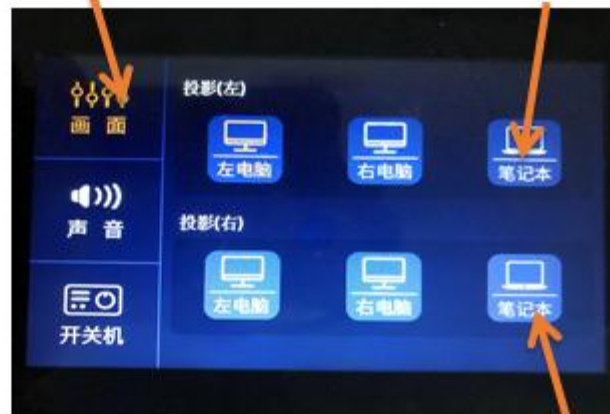 画面
声音
开关机
投影(左)
左电脑
右电脑
笔记本
投影(右)
左电脑
右电脑
笔记本